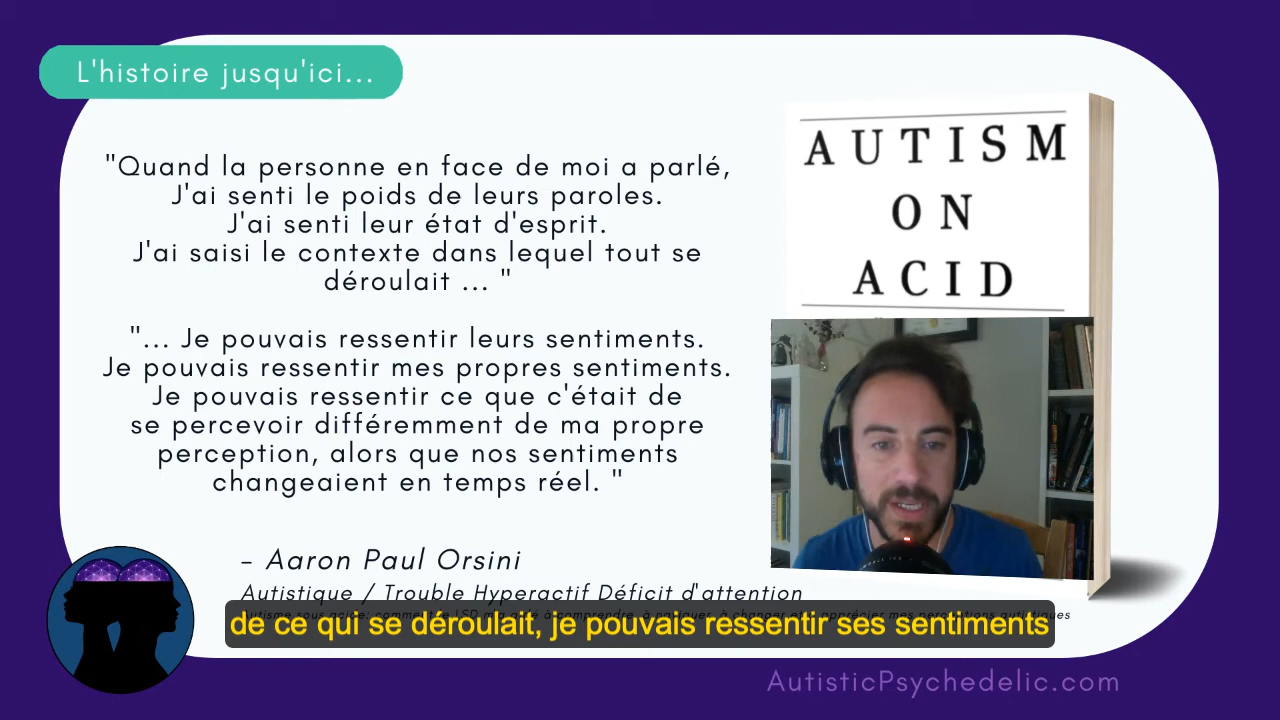 L'histoire jusqu'ici...
"Quand la personne en face de moi a parlé,
J'ai senti le poids de leurs paroles.
J'ai senti leur état d'esprit.
J'ai saisi le contexte dans lequel tout se
déroulait ... "
"... Je pouvais ressentir leurs sentiments.
Je pouvais ressentir mes propres sentiments.
Je pouvais ressentir ce que c'était de
se percevoir différemment de ma propre
perception, alors que nos sentiments
changeaient en temps réel. "
– Aaron Paul Orsini
Autistique / Trouble Hyperactif Déficit d'attention
de ce qui se déroulait, je pouvais ressentir ses sentiments
AUTISM
ON
ACID
AutisticPsychedelic.com